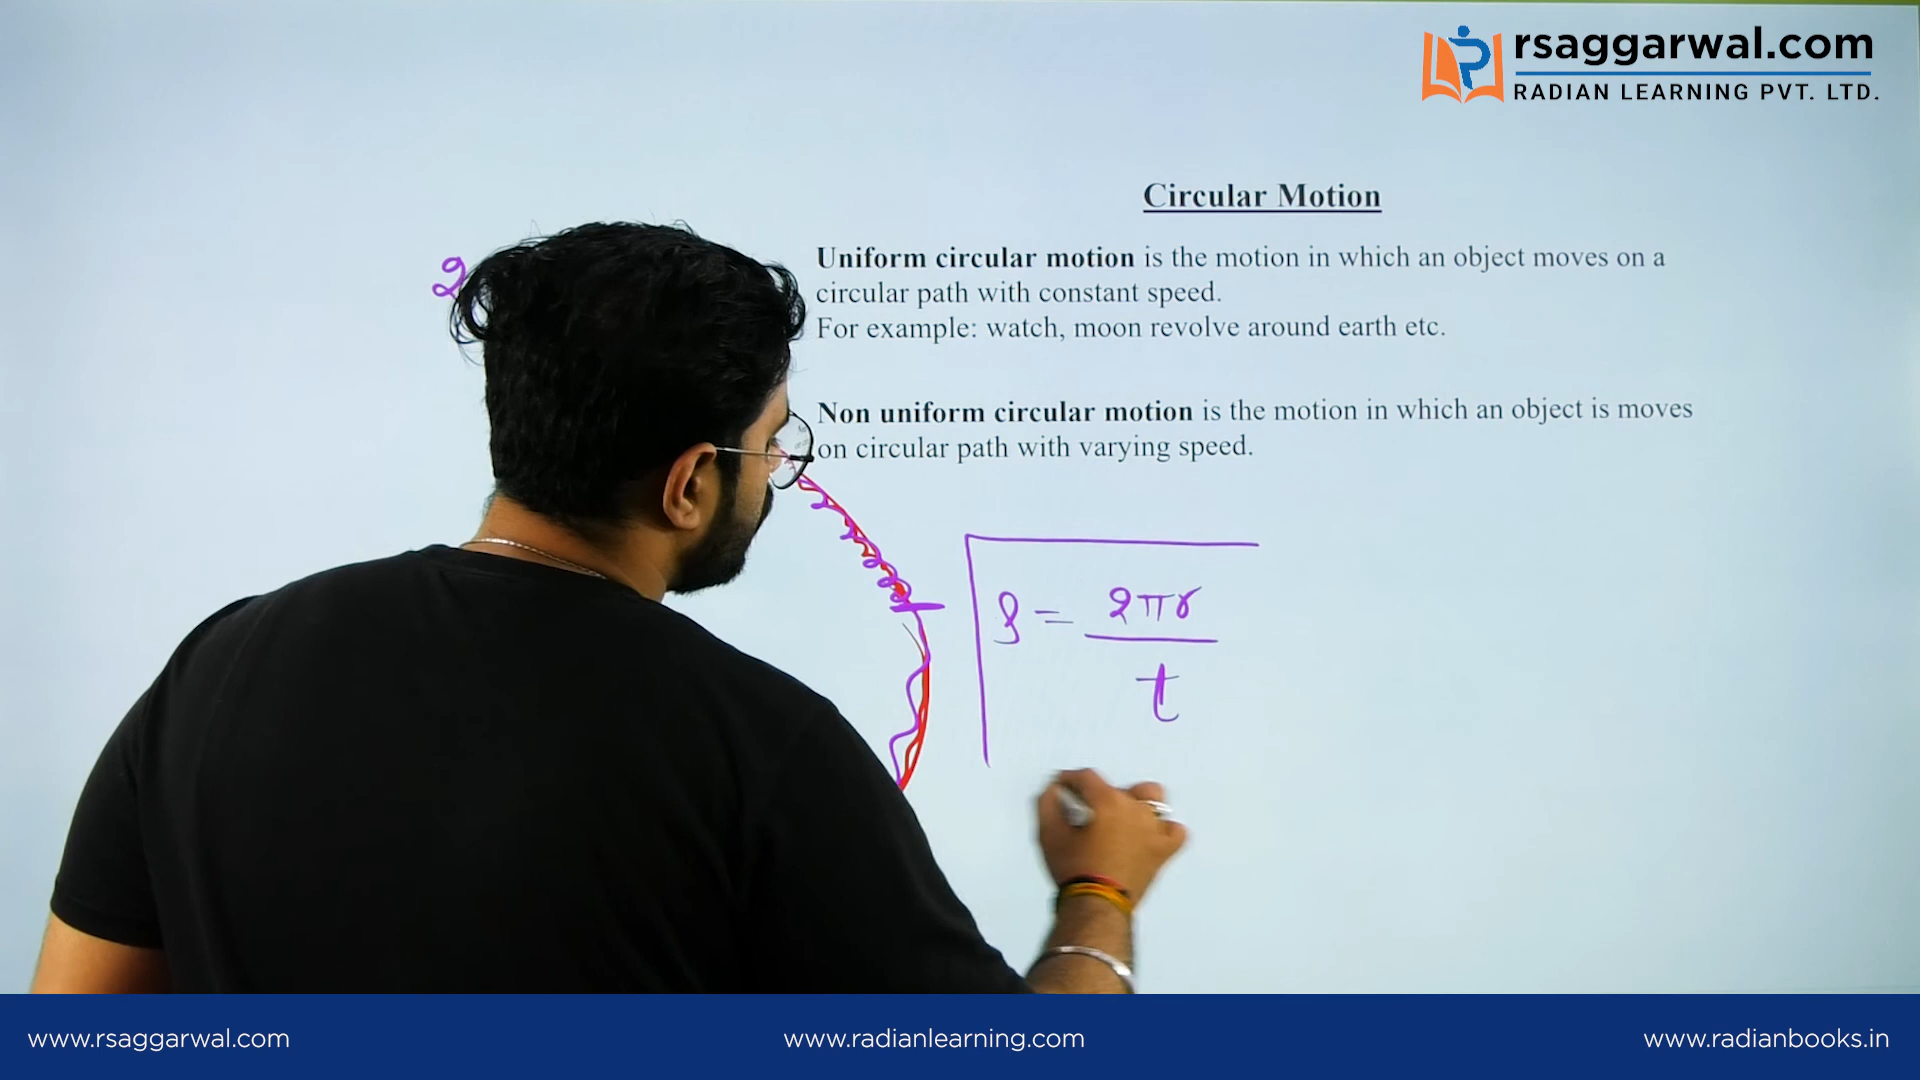 rsaggarwal.com
RADIAN LEARNING PVT. LTD.
Circular Motion
Uniform circular motion is the motion in which an object moves on a
circular path with constant speed.
For example: watch, moon revolve around earth etc.
Non uniform circular motion is the motion in which an object is moves
on circular path with varying speed.
2
S = 2πr
t
www.rsaggarwal.com
www.radianlearning.com
www.radianbooks.in